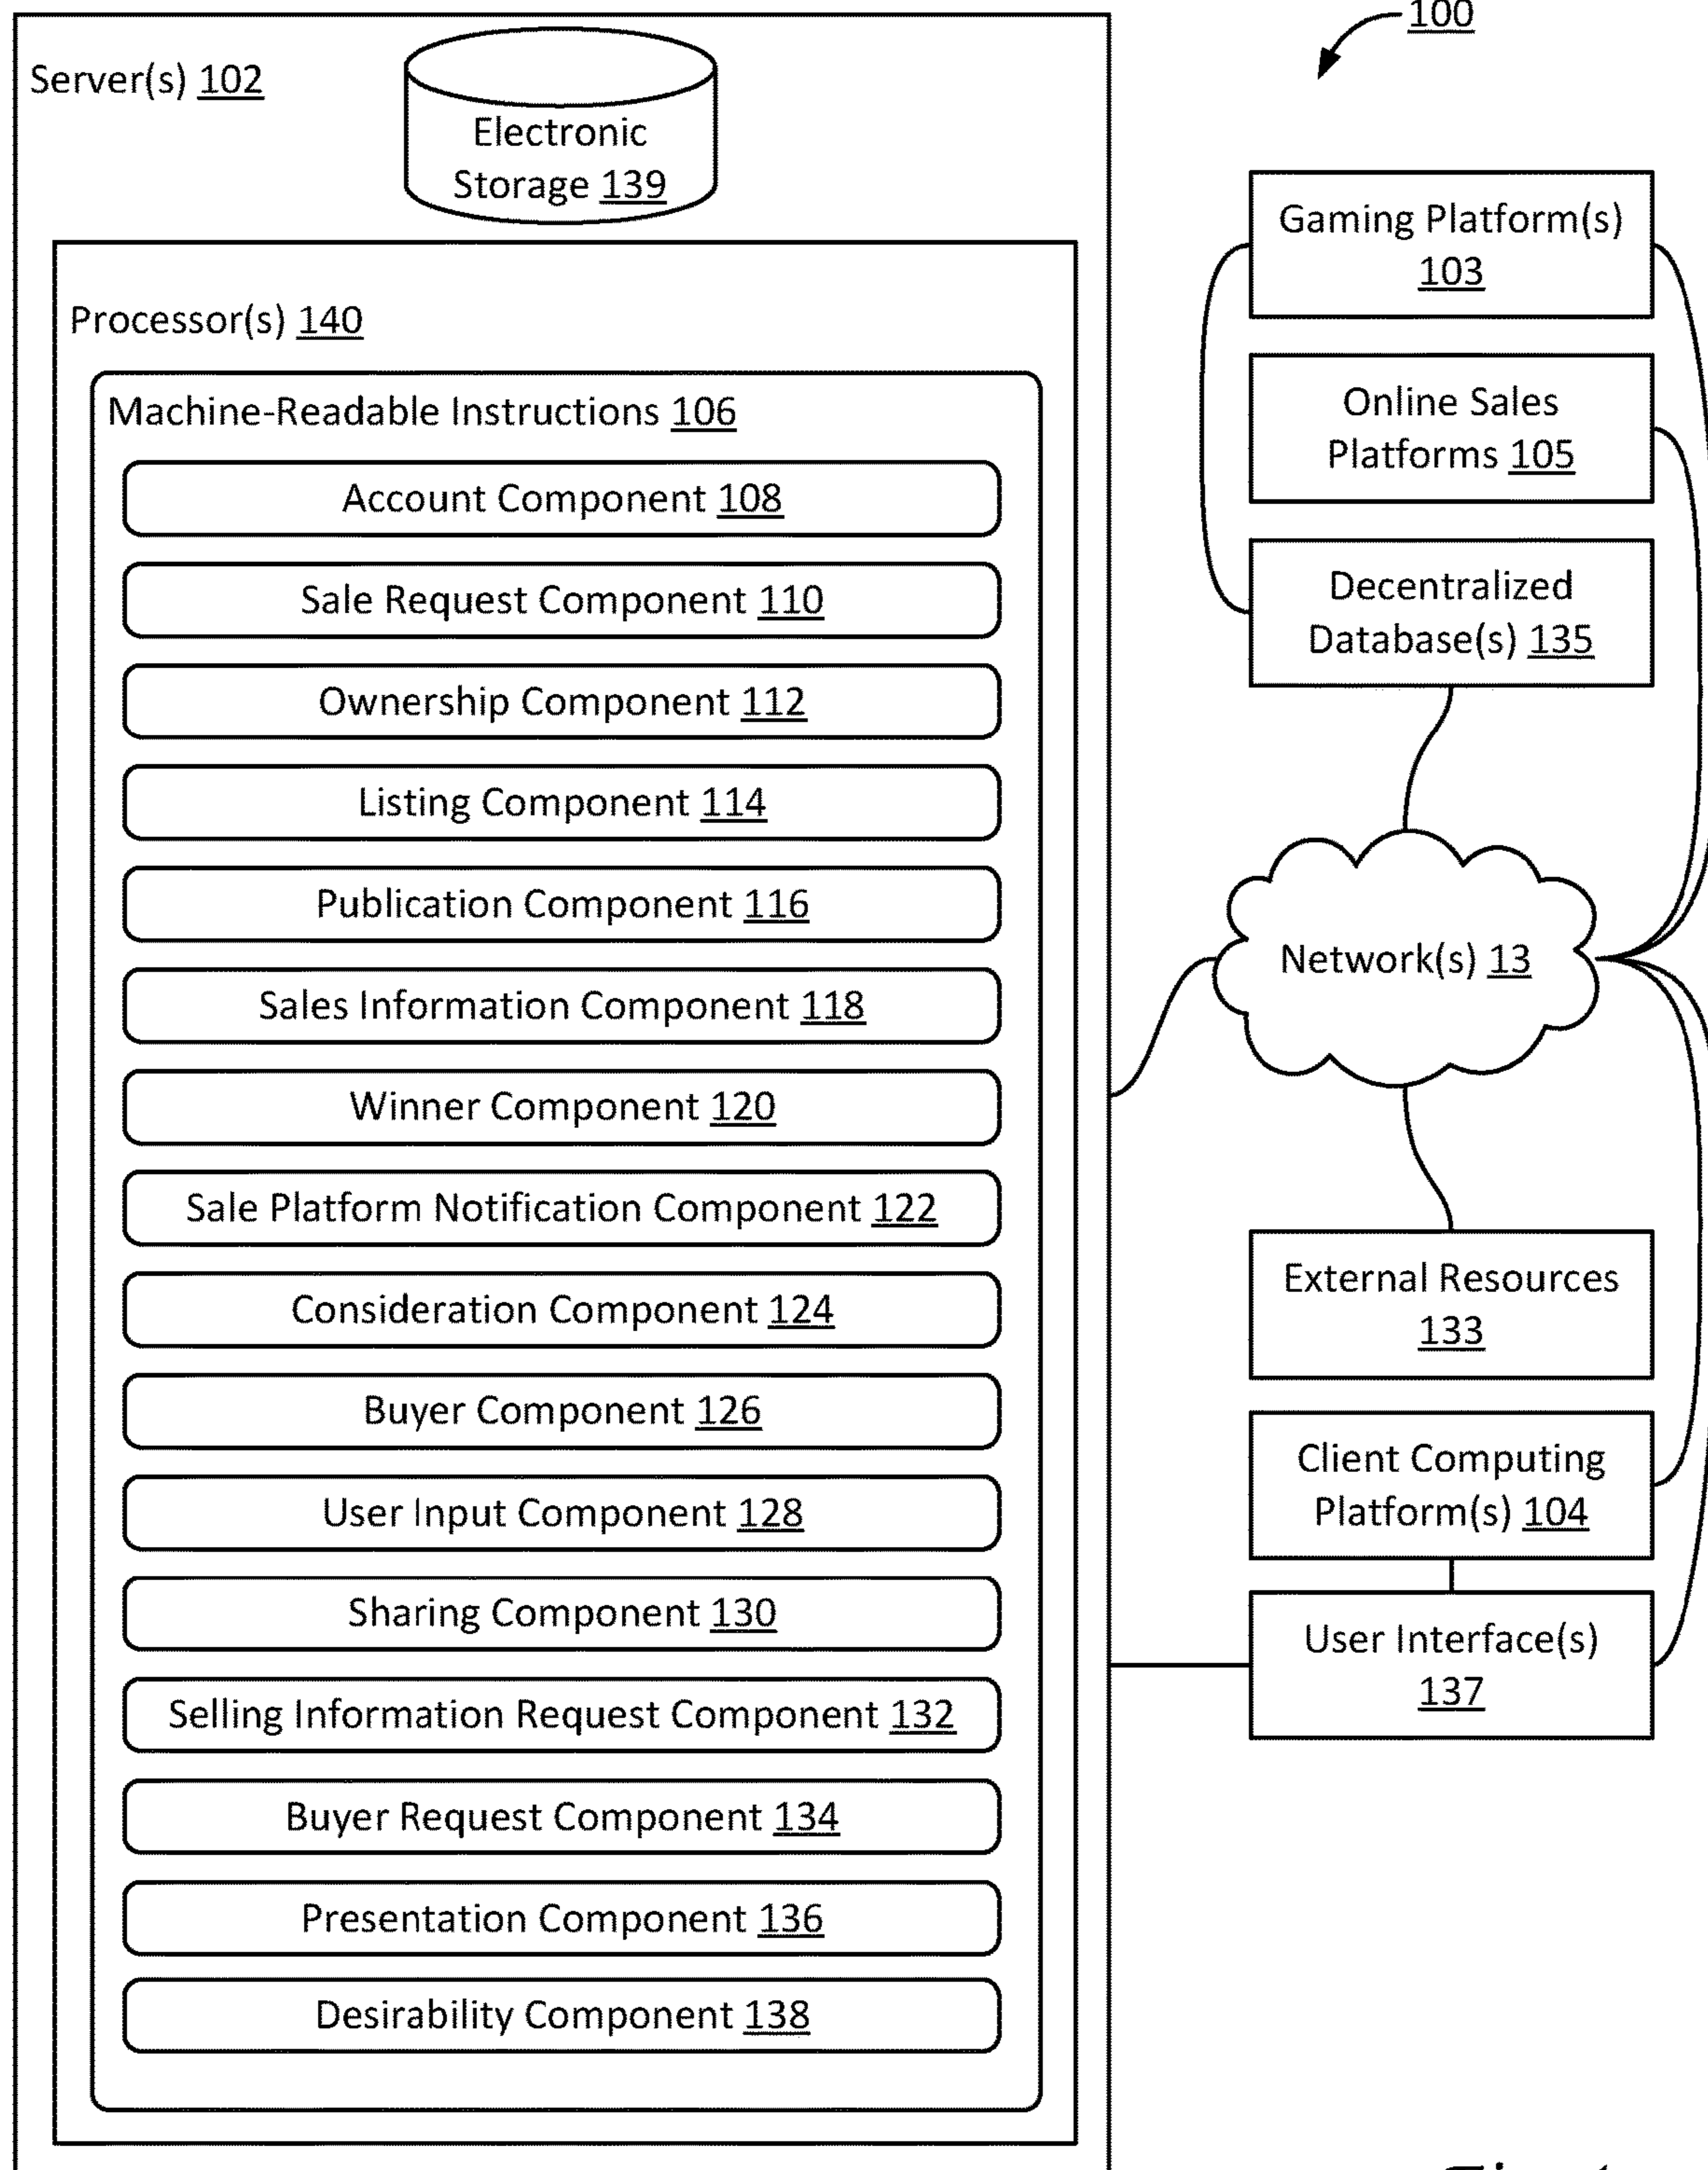 100
Server(s) 102
Electronic
Storage 139
Processor(s) 140
Machine-Readable Instructions 106
Account Component 108
Sale Request Component 110
Ownership Component 112
Listing Component 114
Publication Component 116
Sales Information Component 118
Winner Component 120
Sale Platform Notification Component 122
Consideration Component 124
Buyer Component 126
User Input Component 128
Sharing Component 130
Selling Information Request Component 132
Buyer Request Component 134
Presentation Component 136
Desirability Component 138
Gaming Platform(s)
103
Online Sales
Platforms 105
Decentralized
Database(s) 135
Network(s) 13
External Resources
133
Client Computing
Platform(s) 104
User Interface(s)
137